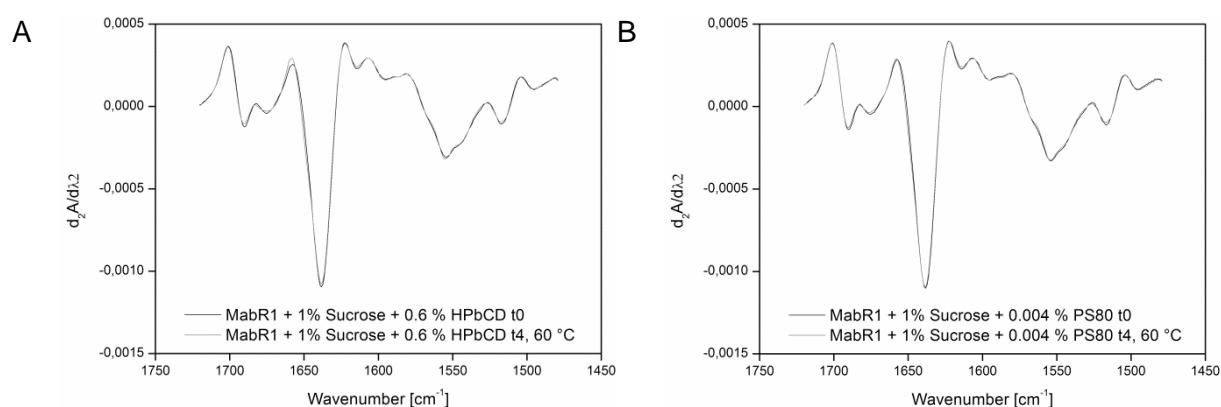 A
0,0005
0,0000
-0,0005
-0,0010
-0,0015
d₂A/dλ2
MabR1 + 1% Sucrose + 0.6 % HPbCD t0
MabR1 + 1% Sucrose + 0.6 % HPbCD t4, 60 °C
1750 1700 1650 1600 1550 1500 1450
Wavenumber [cm⁻¹]
B
0,0005
0,0000
-0,0005
-0,0010
-0,0015
d₂A/dλ2
MabR1 + 1% Sucrose + 0.004 % PS80 t0
MabR1 + 1% Sucrose + 0.004 % PS80 t4, 60 °C
1750 1700 1650 1600 1550 1500 1450
Wavenumber [cm⁻¹]